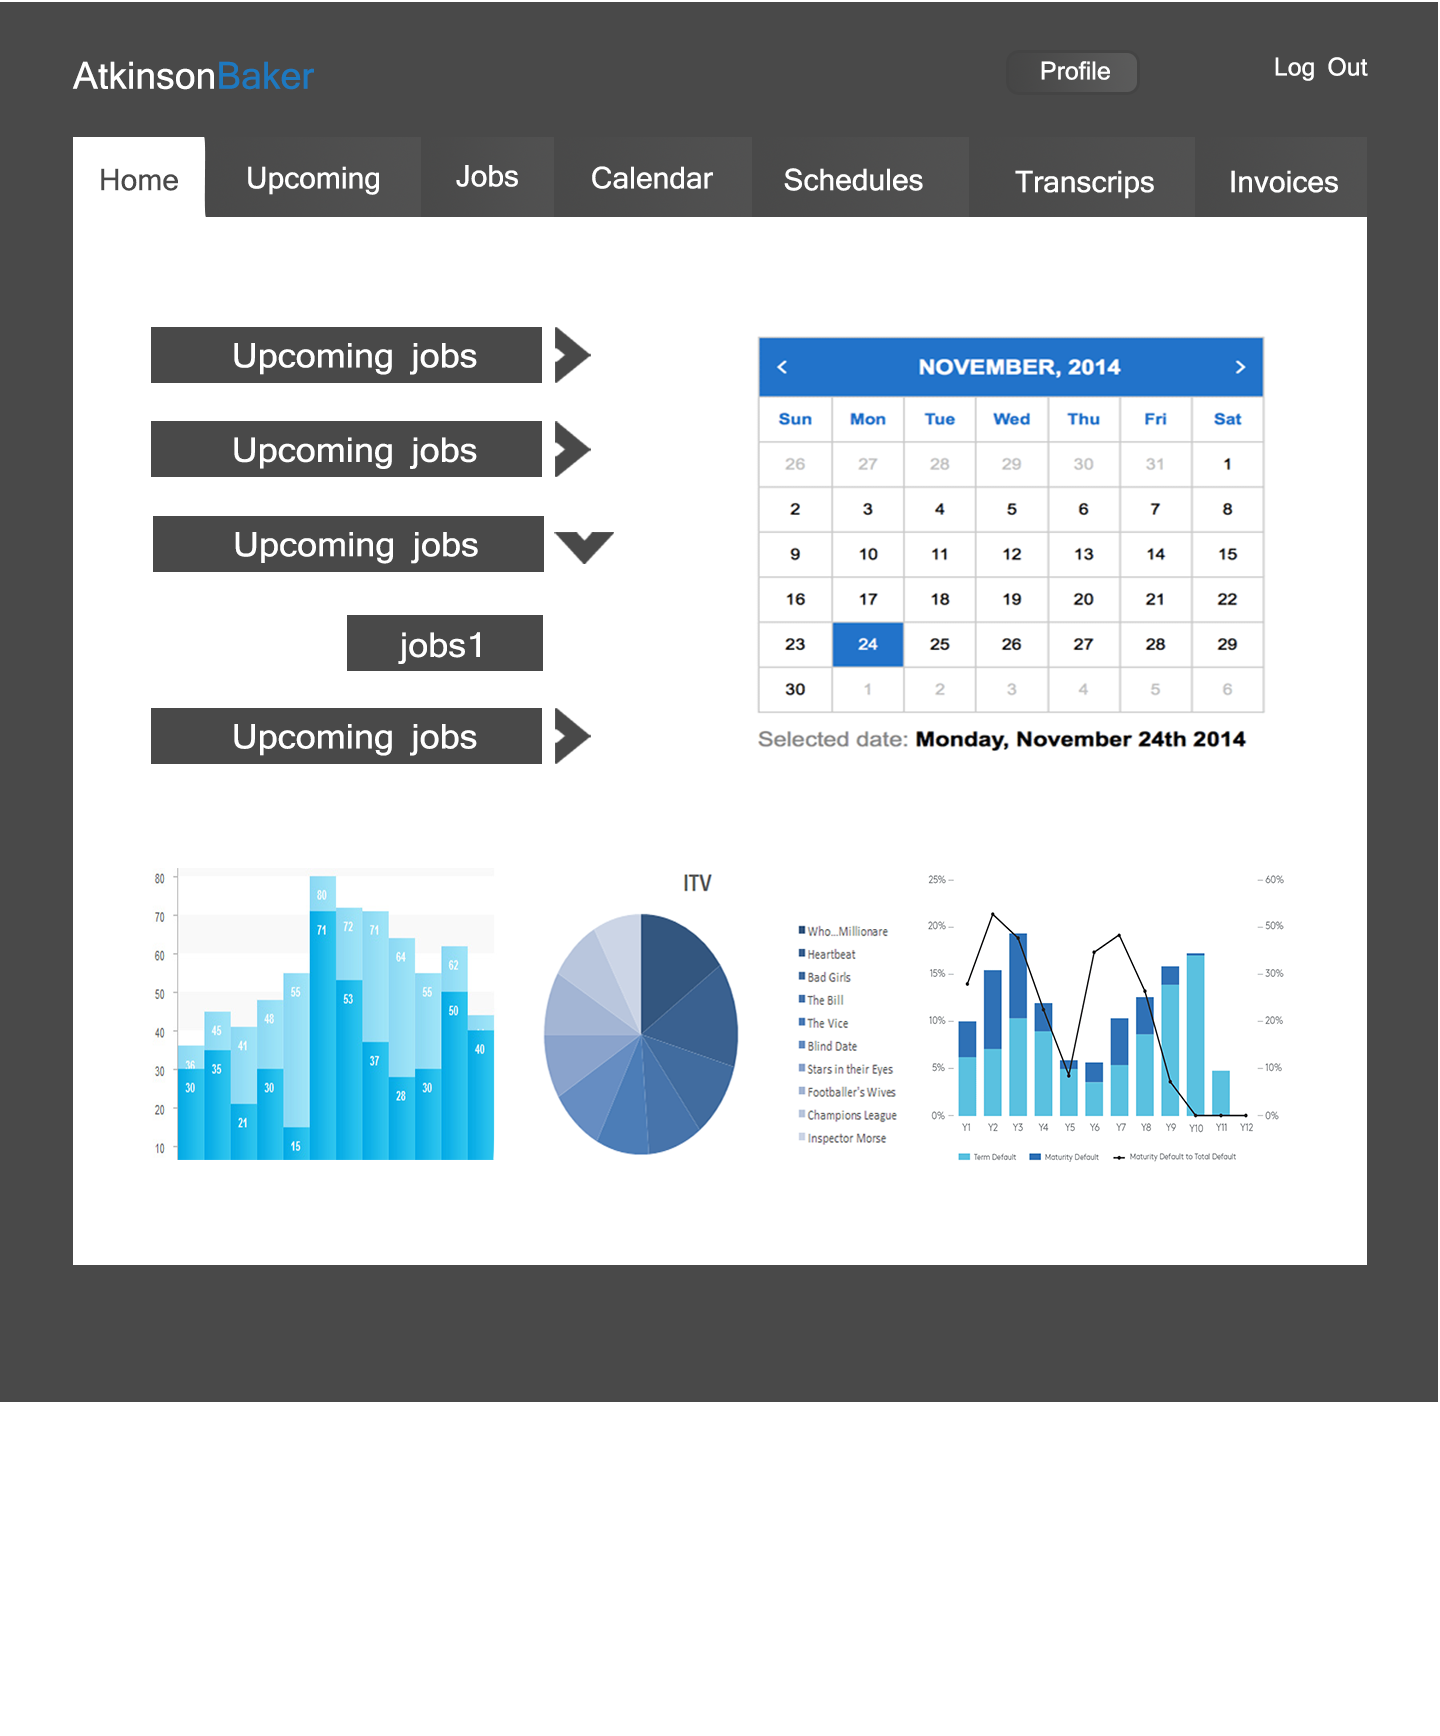 AtkinsonBaker
Profile
Log Out
Home
Upcoming
Jobs
Calendar
Schedules
Transcrips
Invoices
Upcoming jobs
Upcoming jobs
Upcoming jobs
jobs1
Upcoming jobs
NOVEMBER, 2014
Sun Mon Tue Wed Thu Fri Sat
26 27 28 29 30 31 1
2 3 4 5 6 7 8
9 10 11 12 13 14 15
16 17 18 19 20 21 22
23 24 25 26 27 28 29
30 1 2 3 4 5 6
Selected date: Monday, November 24th 2014
80
70
60
50
40
30
20
10
36 45 41 48 55 80 72 71 64 55 62
30 35 21 30 15 71 53 37 28 30 50 40
ITV
Who...Millionare
Heartbeat
Bad Girls
The Bill
The Vice
Blind Date
Stars in their Eyes
Footballer's Wives
Champions League
Inspector Morse
25% 60%
20% 50%
15% 30%
10% 20%
5% 10%
0% 0%
Y1 Y2 Y3 Y4 Y5 Y6 Y7 Y8 Y9 Y10 Y11 Y12
Term Default Maturity Default Maturity Default to Total Default